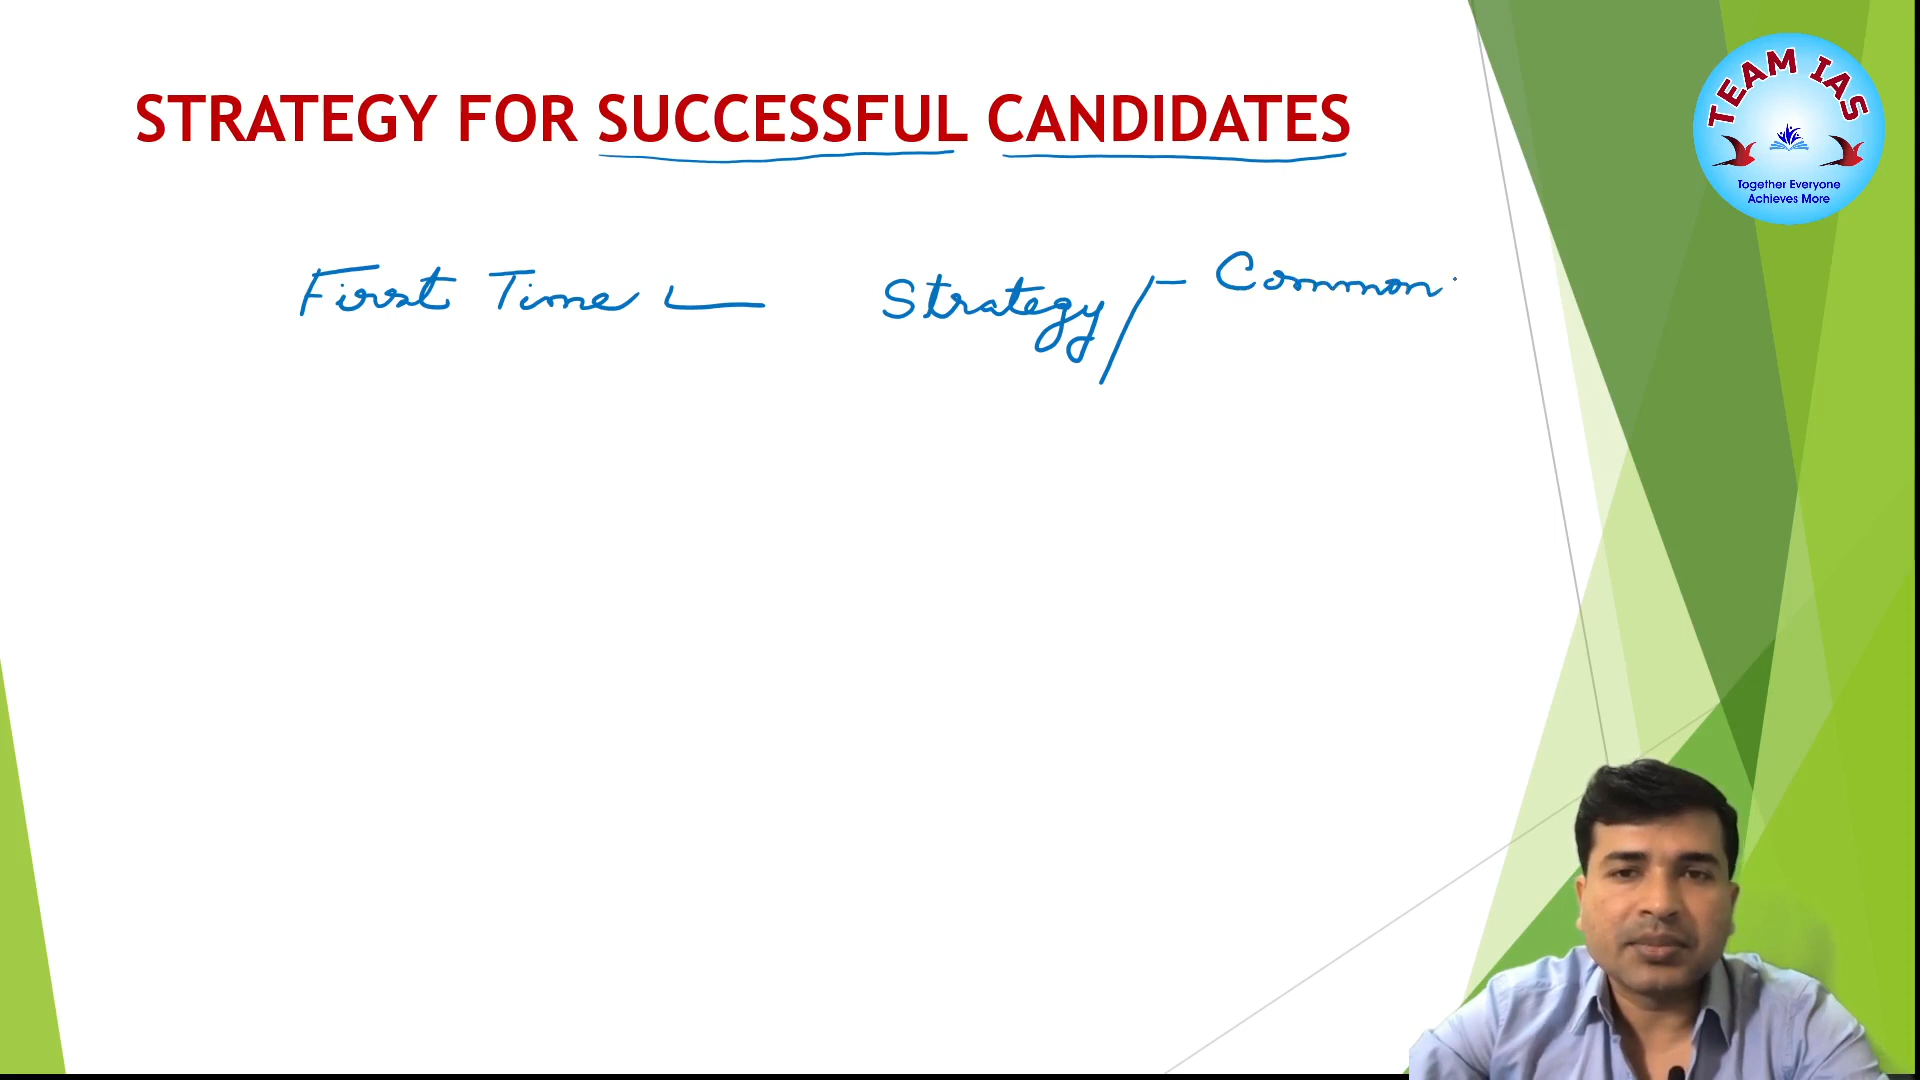 STRATEGY FOR SUCCESSFUL CANDIDATES
TEAM IAS
Together Everyone
Achieves More
First Time
Strategy / - Common